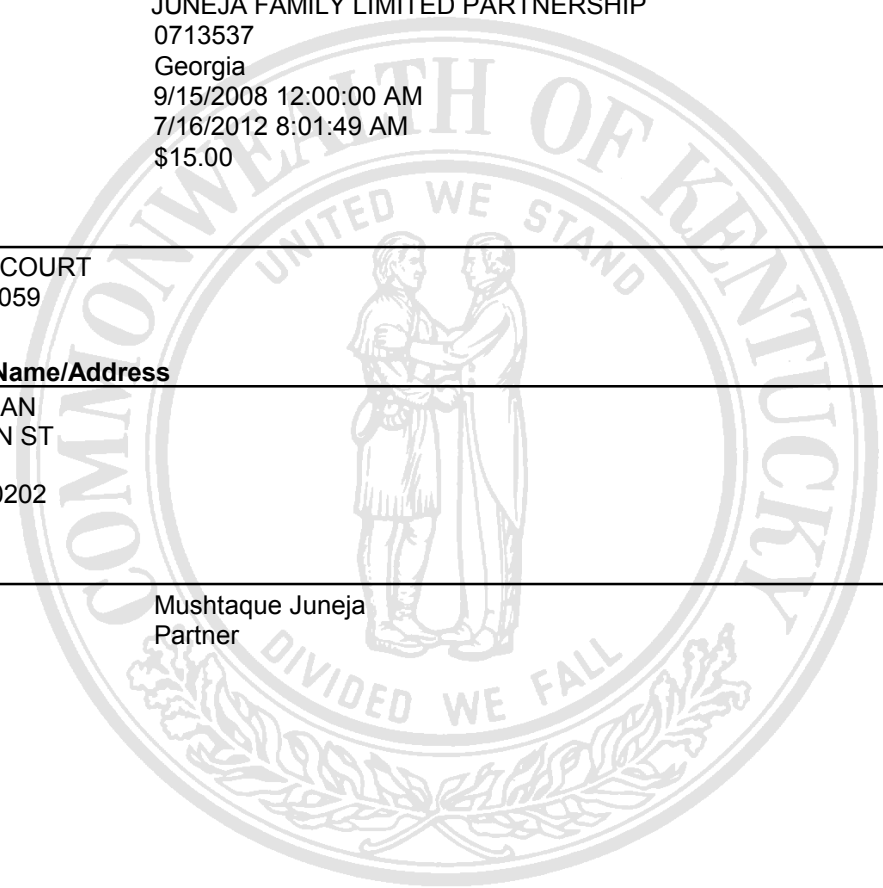 JUNEJA FAMILY LIMITED PARTNERSHIP
0713537
Georgia
9/15/2008 12:00:00 AM
7/16/2012 8:01:49 AM
$15.00
COMMONWEALTH OF KENTUCKY
UNITED WE STAND
COURT
059
Name/Address
AN
N ST
0202
Mushtaque Juneja
Partner
DIVIDED WE FALL